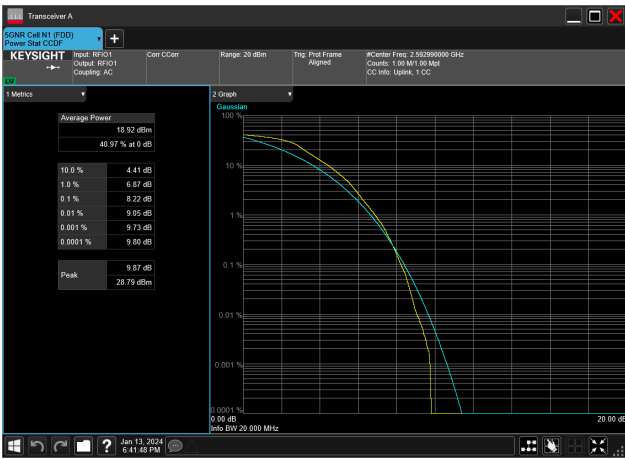 Transceiver A
5GNR Cell N1 (FDD)
Power Stat CCDF
KEYSIGHT
Input: RFIO1
Output: RFIO1
Coupling: AC
Corr CCorr
Range: 20 dBm
Trig: Prot Frame
Aligned
#Center Freq: 2.592990000 GHz
Counts: 1.00 M/1.00 Mpt
CC Info: Uplink, 1 CC
1 Metrics
Average Power
18.92 dBm
40.97 % at 0 dB
10.0 % 4.41 dB
1.0 % 6.87 dB
0.1 % 8.22 dB
0.01 % 9.05 dB
0.001 % 9.73 dB
0.0001 % 9.80 dB
Peak 9.87 dB
28.79 dBm
2 Graph
Gaussian
100 %
10 %
1 %
0.1 %
0.01 %
0.001 %
0.0001 %
0.00 dB 20.00 dB
Info BW 20.000 MHz
? Jan 13, 2024
6:41:48 PM